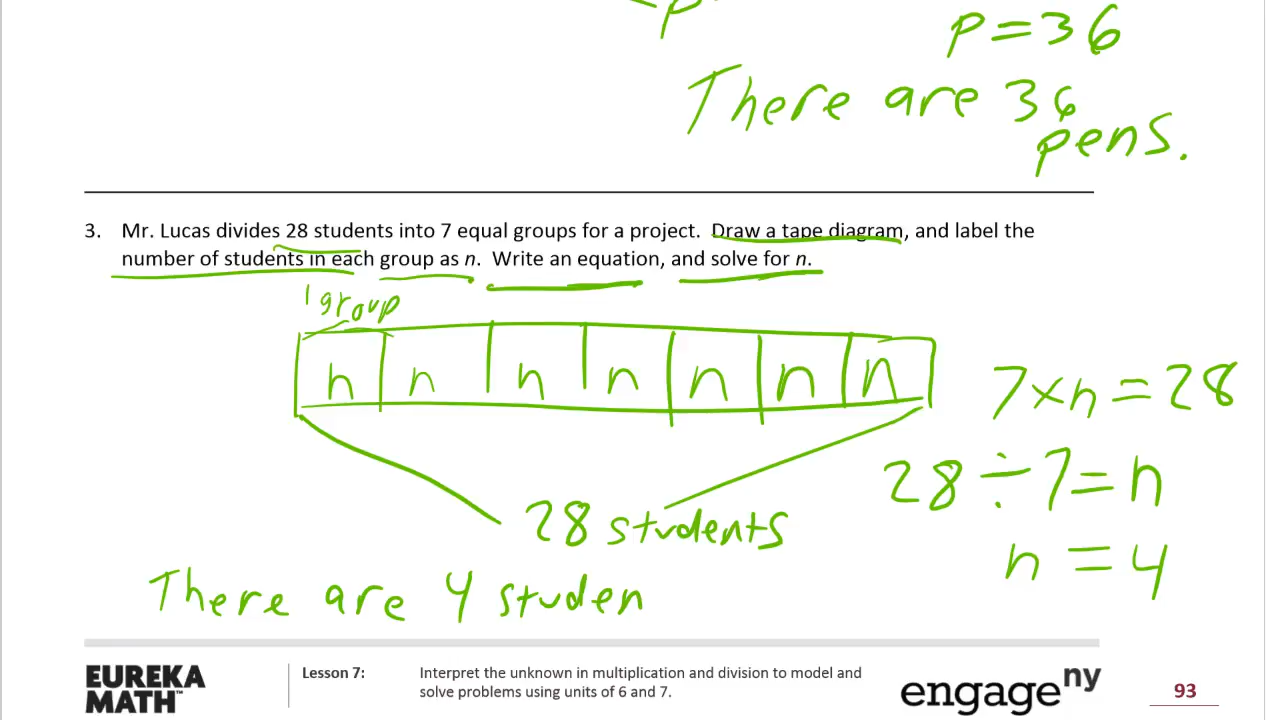 p
p = 36
There are 36
pens.
3. Mr. Lucas divides 28 students into 7 equal groups for a project. Draw a tape diagram, and label the
number of students in each group as n. Write an equation, and solve for n.
1 group
n n n n n n n
7 x n = 28
28 ÷ 7 = n
28 students
n = 4
There are 4 studen
EUREKA
MATH™
Lesson 7: Interpret the unknown in multiplication and division to model and
solve problems using units of 6 and 7.
engage ny
93